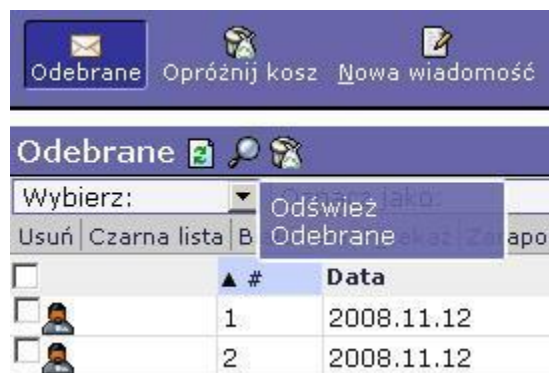 Odebrane Opróżnij kosz Nowa wiadomość
Odebrane
Wybierz:
Odśwież
Odebrane
Usuń Czarna lista
# Data
1 2008.11.12
2 2008.11.12